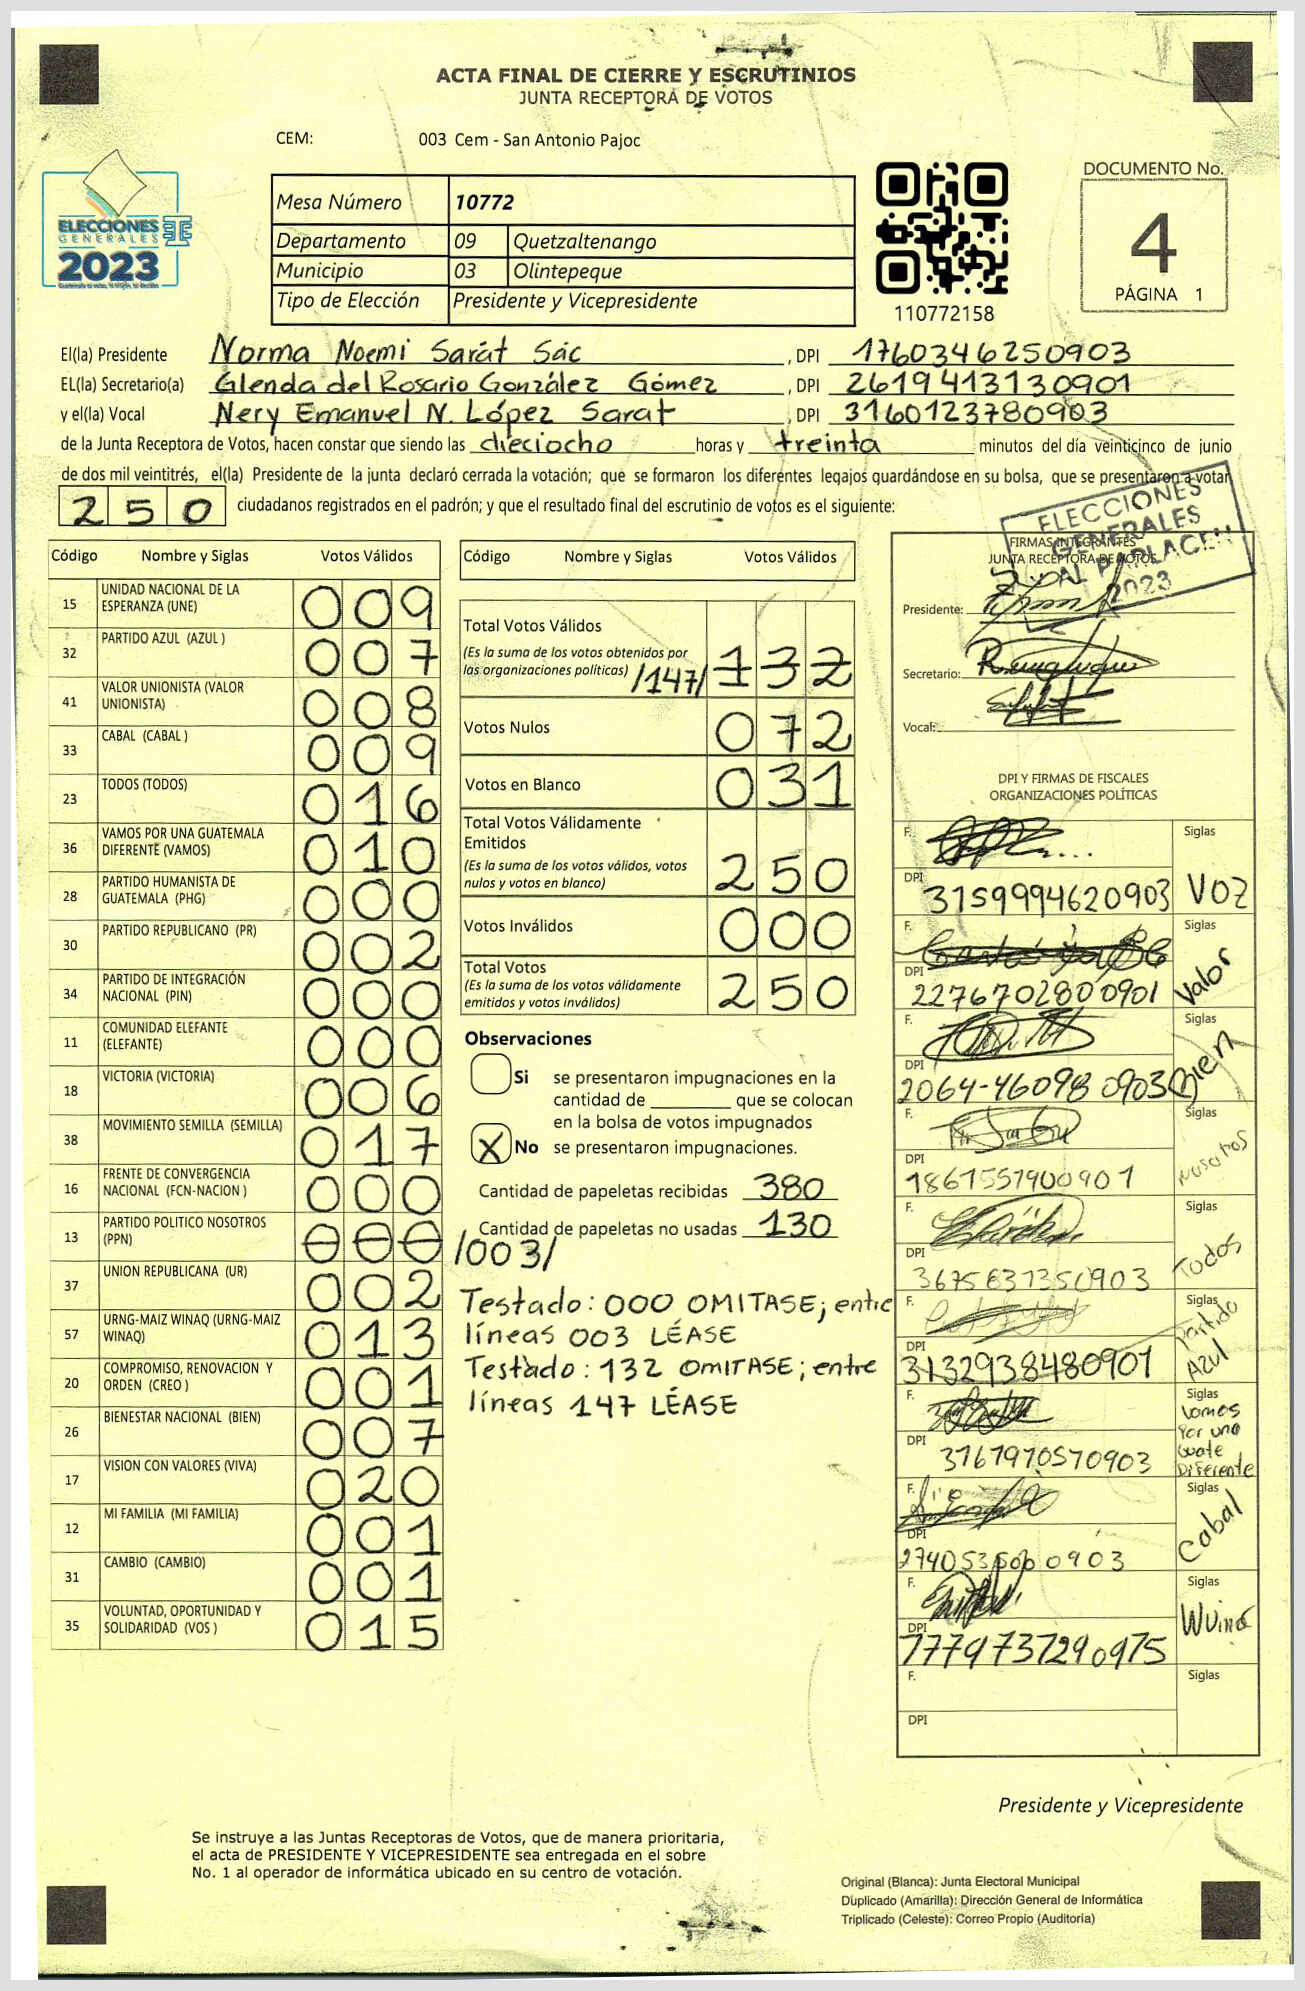 ACTA FINAL DE CIERRE Y ESCRUTINIOS
JUNTA RECEPTORA DE VOTOS
CEM: 003 Cem - San Antonio Pajoc
ELECCIONES
GENERALES
2023
Mesa Número 10772
Departamento 09 Quetzaltenango
Municipio 03 Olintepeque
Tipo de Elección Presidente y Vicepresidente
110772158
DOCUMENTO No.
4
PÁGINA 1
El(la) Presidente Norma Noemi Sarát Sác, DPI 1760346250903
EL(la) Secretario(a) Glenda del Rosario González Gómez, DPI 2619413130901
y el(la) Vocal Nery Emanuel N. López Sarat, DPI 3160123780903
de la Junta Receptora de Votos, hacen constar que siendo las dieciocho horas y treinta minutos del día veinticinco de junio
de dos mil veintitrés, el(la) Presidente de la junta declaró cerrada la votación; que se formaron los diferentes legajos guardándose en su bolsa, que se presentaron a votar
250 ciudadanos registrados en el padrón; y que el resultado final del escrutinio de votos es el siguiente:
Código Nombre y Siglas Votos Válidos
15 UNIDAD NACIONAL DE LA ESPERANZA (UNE) 009
32 PARTIDO AZUL (AZUL ) 007
41 VALOR UNIONISTA (VALOR UNIONISTA) 008
33 CABAL (CABAL ) 009
23 TODOS (TODOS) 016
36 VAMOS POR UNA GUATEMALA DIFERENTE (VAMOS) 010
28 PARTIDO HUMANISTA DE GUATEMALA (PHG) 000
30 PARTIDO REPUBLICANO (PR) 002
34 PARTIDO DE INTEGRACIÓN NACIONAL (PIN) 000
11 COMUNIDAD ELEFANTE (ELEFANTE) 000
18 VICTORIA (VICTORIA) 006
38 MOVIMIENTO SEMILLA (SEMILLA) 017
16 FRENTE DE CONVERGENCIA NACIONAL (FCN-NACION ) 000
13 PARTIDO POLITICO NOSOTROS (PPN) 000 /003/
37 UNION REPUBLICANA (UR) 002
57 URNG-MAIZ WINAQ (URNG-MAIZ WINAQ) 013
20 COMPROMISO, RENOVACION Y ORDEN (CREO ) 001
26 BIENESTAR NACIONAL (BIEN) 007
17 VISION CON VALORES (VIVA) 020
12 MI FAMILIA (MI FAMILIA) 001
31 CAMBIO (CAMBIO) 001
35 VOLUNTAD, OPORTUNIDAD Y SOLIDARIDAD (VOS ) 015
Código Nombre y Siglas Votos Válidos
Total Votos Válidos
(Es la suma de los votos obtenidos por
las organizaciones políticas) /147/ 132
Votos Nulos 072
Votos en Blanco 031
Total Votos Válidamente
Emitidos
(Es la suma de los votos válidos, votos
nulos y votos en blanco) 250
Votos Inválidos 000
Total Votos
(Es la suma de los votos válidamente
emitidos y votos inválidos) 250
Observaciones
Si se presentaron impugnaciones en la
cantidad de ________ que se colocan
en la bolsa de votos impugnados
X No se presentaron impugnaciones.
Cantidad de papeletas recibidas 380
Cantidad de papeletas no usadas 130
Testado: 000 OMITASE; entre
líneas 003 LÉASE
Testado: 132 OMITASE; entre
líneas 147 LÉASE
ELECCIONES
GENERALES
Y AL PARLACEN
2023
FIRMAS INTEGRANTES
JUNTA RECEPTORA DE VOTOS
Presidente:
Secretario:
Vocal:
DPI Y FIRMAS DE FISCALES
ORGANIZACIONES POLÍTICAS
F. Siglas
DPI 3159994620903 VOZ
F. Siglas
DPI 2276702800901 Valor
F. Siglas
DPI 2064-46098 0903 Bien
F. Siglas
DPI 1861557900901 Nosotros
F. Siglas
DPI 3675637350903 Todos
F. Siglas
DPI 3132938480901 Partido Azul
F. Siglas
DPI 3167970570903 Vamos Por una Guate Diferente
F. Siglas
DPI Cabal
F. Siglas
DPI 7779737290975
F. Siglas
DPI
Presidente y Vicepresidente
Se instruye a las Juntas Receptoras de Votos, que de manera prioritaria,
el acta de PRESIDENTE Y VICEPRESIDENTE sea entregada en el sobre
No. 1 al operador de informática ubicado en su centro de votación.
Original (Blanca): Junta Electoral Municipal
Duplicado (Amarilla): Dirección General de Informática
Triplicado (Celeste): Correo Propio (Auditoría)